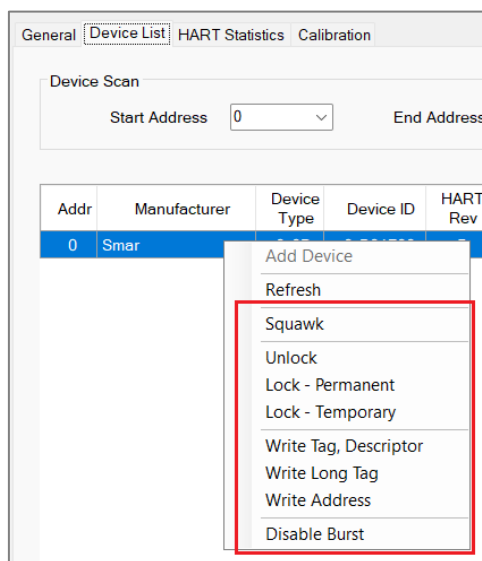 General Device List HART Statistics Calibration
Device Scan
Start Address 0 End Address
Addr Manufacturer Device Type Device ID HART Rev
0 Smar
Add Device
Refresh
Squawk
Unlock
Lock - Permanent
Lock - Temporary
Write Tag, Descriptor
Write Long Tag
Write Address
Disable Burst